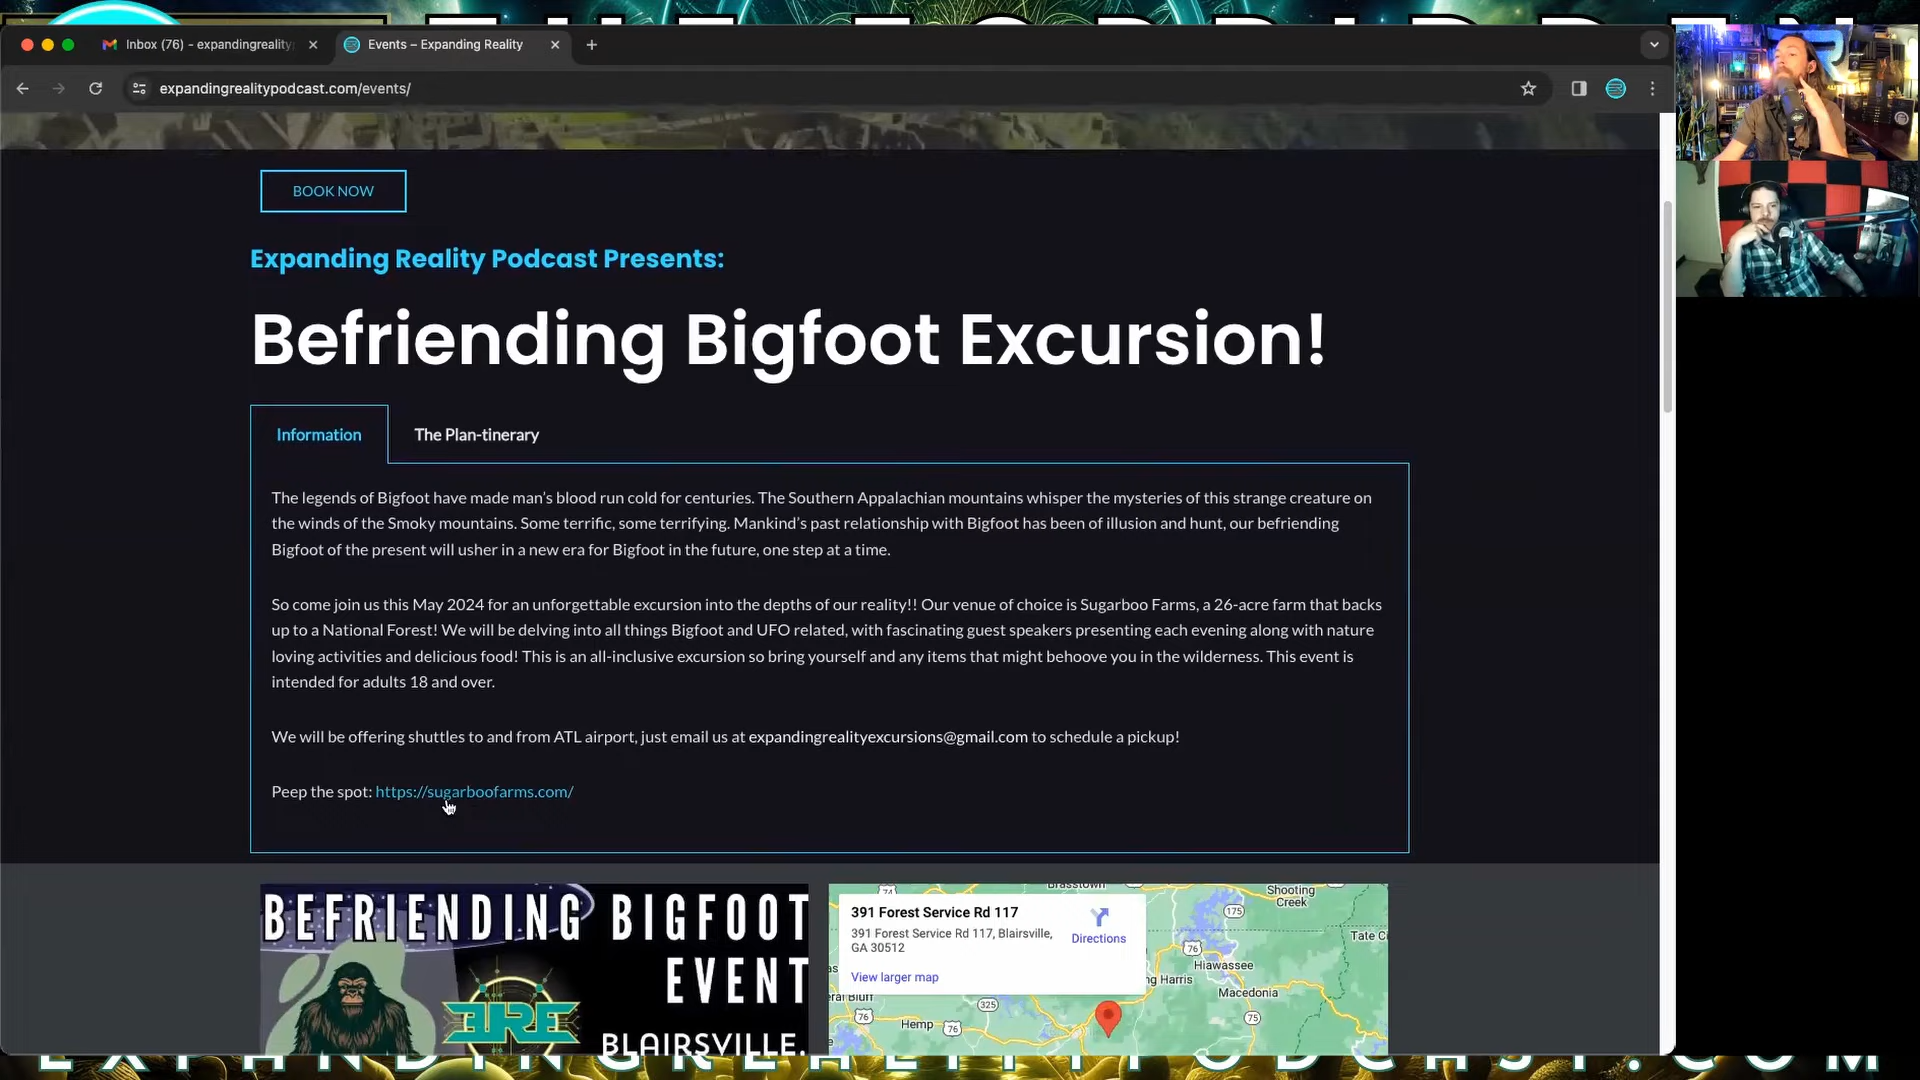 Inbox (76) - expandingreality
Events – Expanding Reality
expandingrealitypodcast.com/events/
BOOK NOW
Expanding Reality Podcast Presents:
Befriending Bigfoot Excursion!
Information
The Plan-tinerary
The legends of Bigfoot have made man's blood run cold for centuries. The Southern Appalachian mountains whisper the mysteries of this strange creature on
the winds of the Smoky mountains. Some terrific, some terrifying. Mankind's past relationship with Bigfoot has been of illusion and hunt, our befriending
Bigfoot of the present will usher in a new era for Bigfoot in the future, one step at a time.
So come join us this May 2024 for an unforgettable excursion into the depths of our reality!! Our venue of choice is Sugarboo Farms, a 26-acre farm that backs
up to a National Forest! We will be delving into all things Bigfoot and UFO related, with fascinating guest speakers presenting each evening along with nature
loving activities and delicious food! This is an all-inclusive excursion so bring yourself and any items that might behoove you in the wilderness. This event is
intended for adults 18 and over.
We will be offering shuttles to and from ATL airport, just email us at expandingrealityexcursions@gmail.com to schedule a pickup!
Peep the spot: https://sugarboofarms.com/
BEFRIENDING BIGFOOT
EVENT
ERE
BLAIRSVILLE,
391 Forest Service Rd 117
391 Forest Service Rd 117, Blairsville,
GA 30512
Directions
View larger map
Brasstown
Shooting
Creek
74
175
Tate C
76
Hiawassee
ng Harris
Macedonia
eral Bluff
325
76
Hemp
76
75
EXPANDINGREALITYPODCAST.COM